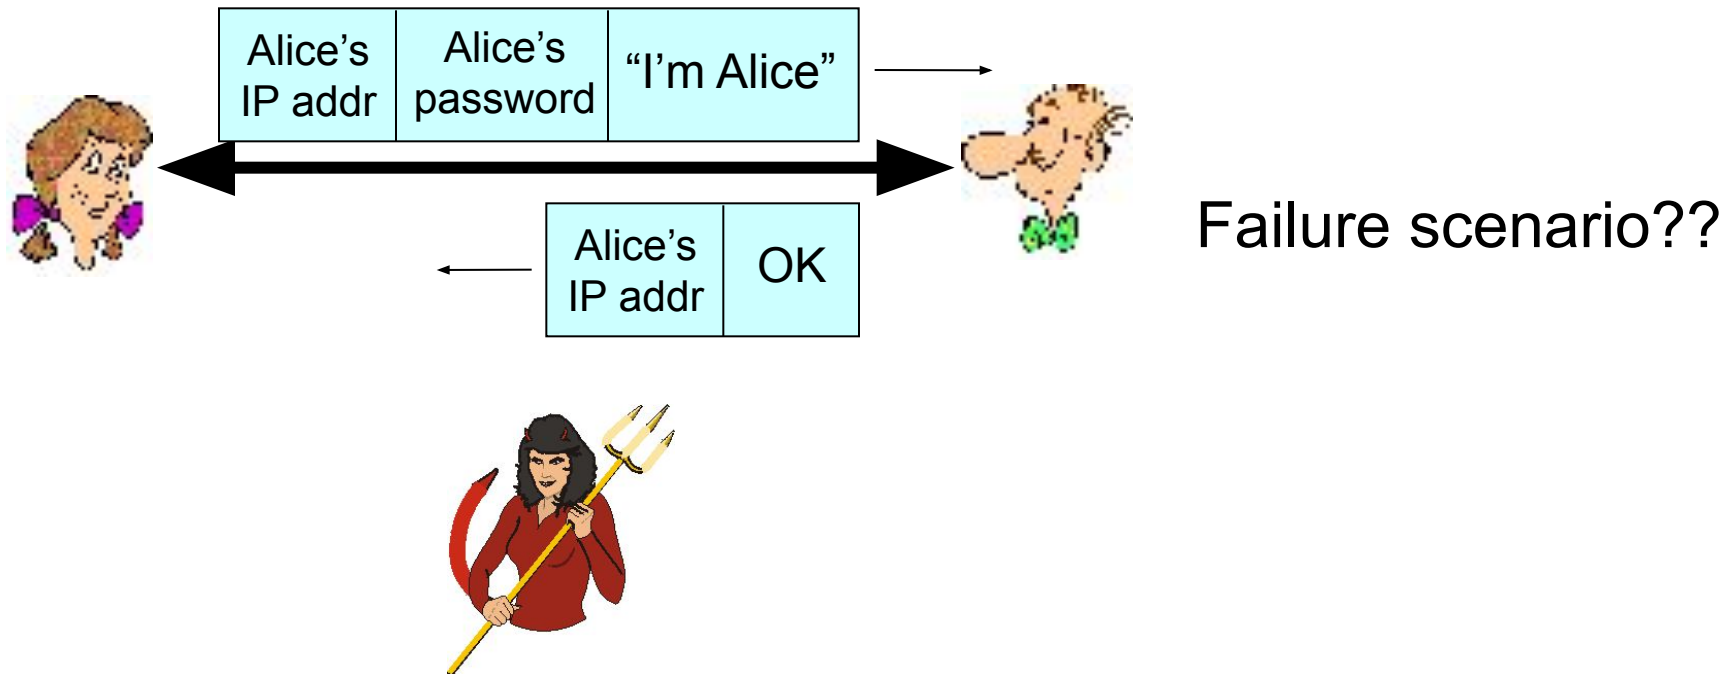 Alice’s
IP addr
Alice’s
password
“I’m Alice”
Failure scenario??
Alice’s
IP addr
OK